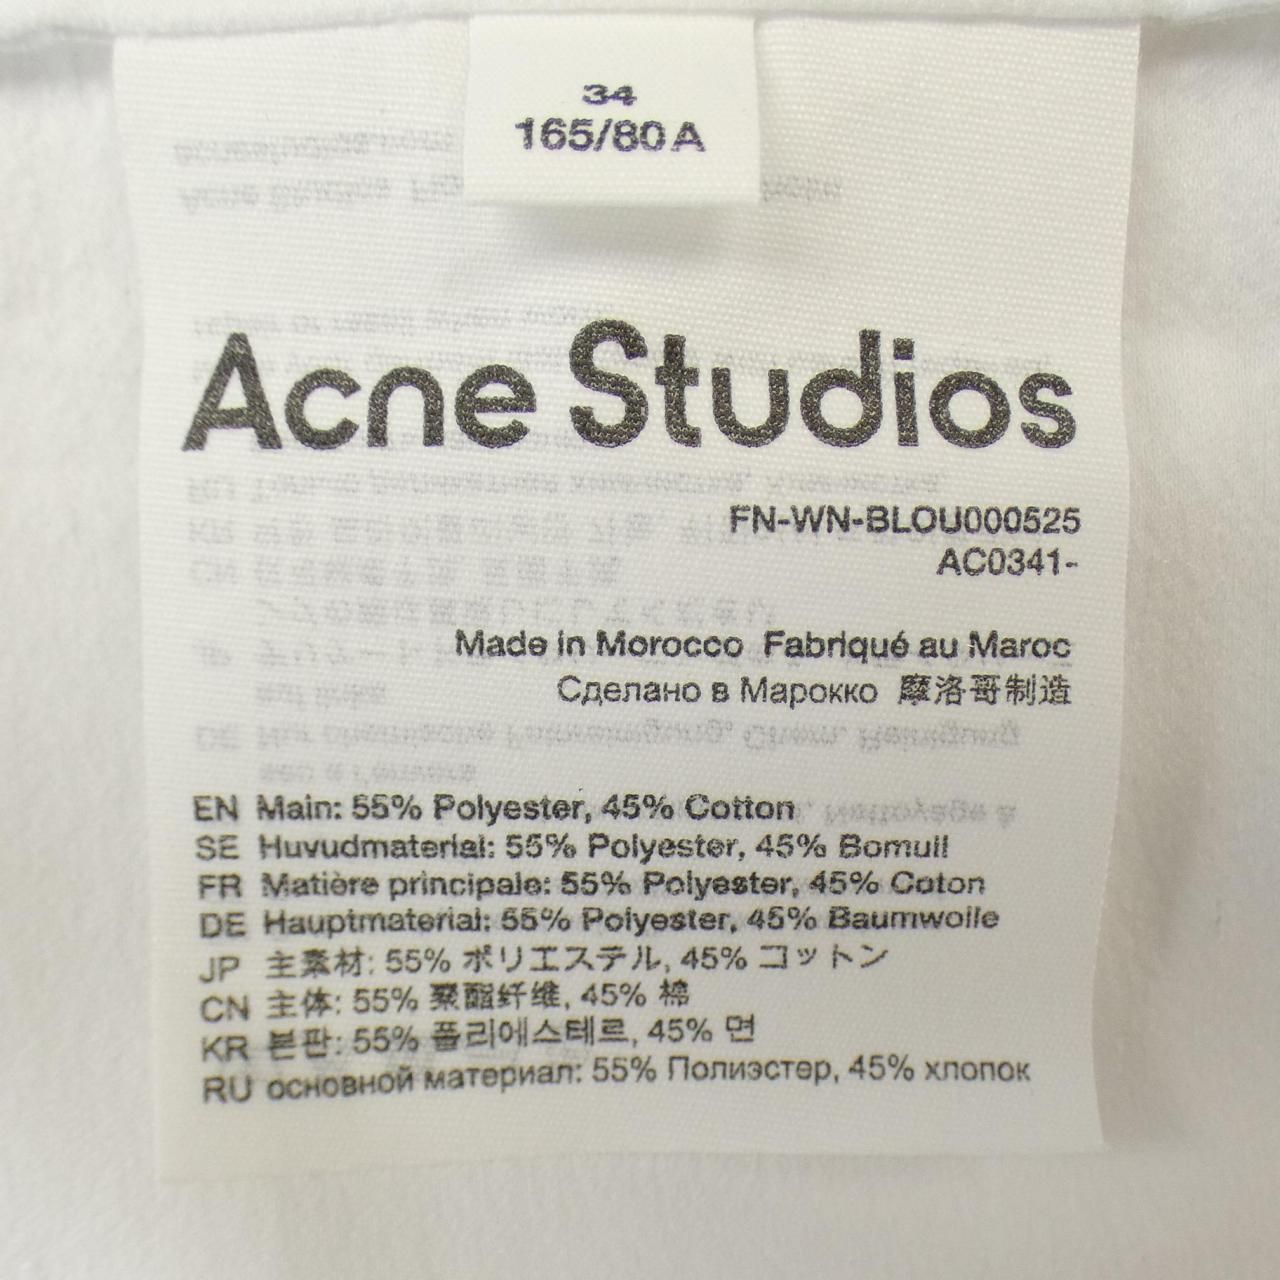 34
165/80A
Acne Studios
FN-WN-BLOU000525
AC0341-
Made in Morocco Fabriqué au Maroc
Сделано в Марокко 摩洛哥制造
EN Main: 55% Polyester, 45% Cotton
SE Huvudmaterial: 55% Polyester, 45% Bomull
FR Matière principale: 55% Polyester, 45% Coton
DE Hauptmaterial: 55% Polyester, 45% Baumwolle
JP 主素材: 55% ポリエステル, 45% コットン
CN 主体: 55% 聚酯纤维, 45% 棉
KR 본판: 55% 폴리에스테르, 45% 면
RU основной материал: 55% Полиэстер, 45% хлопок